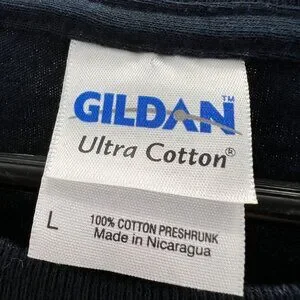 GILDAN™
Ultra Cotton®
L 100% COTTON PRESHRUNK
Made in Nicaragua